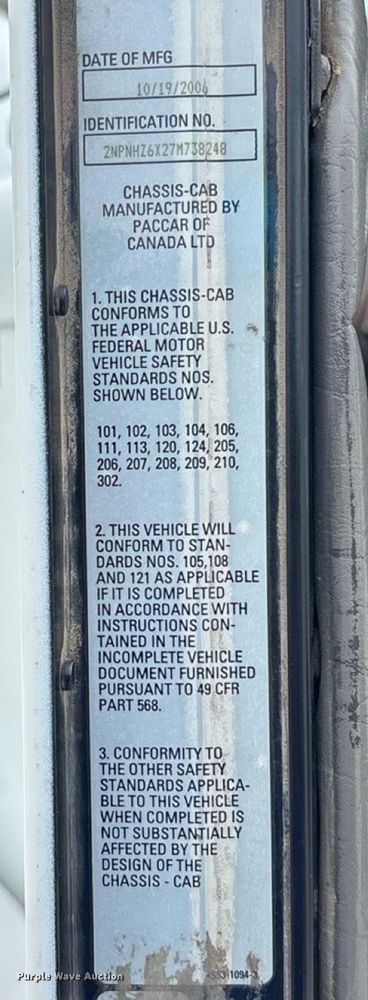 DATE OF MFG
10/19/2006
IDENTIFICATION NO.
2NPNHZ6X27M738248
CHASSIS-CAB
MANUFACTURED BY
PACCAR OF
CANADA LTD
1. THIS CHASSIS-CAB
CONFORMS TO
THE APPLICABLE U.S.
FEDERAL MOTOR
VEHICLE SAFETY
STANDARDS NOS.
SHOWN BELOW.
101, 102, 103, 104, 106,
111, 113, 120, 124, 205,
206, 207, 208, 209, 210,
302.
2. THIS VEHICLE WILL
CONFORM TO STAN-
DARDS NOS. 105,108
AND 121 AS APPLICABLE
IF IT IS COMPLETED
IN ACCORDANCE WITH
INSTRUCTIONS CON-
TAINED IN THE
INCOMPLETE VEHICLE
DOCUMENT FURNISHED
PURSUANT TO 49 CFR
PART 568.
3. CONFORMITY TO
THE OTHER SAFETY
STANDARDS APPLICA-
BLE TO THIS VEHICLE
WHEN COMPLETED IS
NOT SUBSTANTIALLY
AFFECTED BY THE
DESIGN OF THE
CHASSIS - CAB
Purple Wave Auction